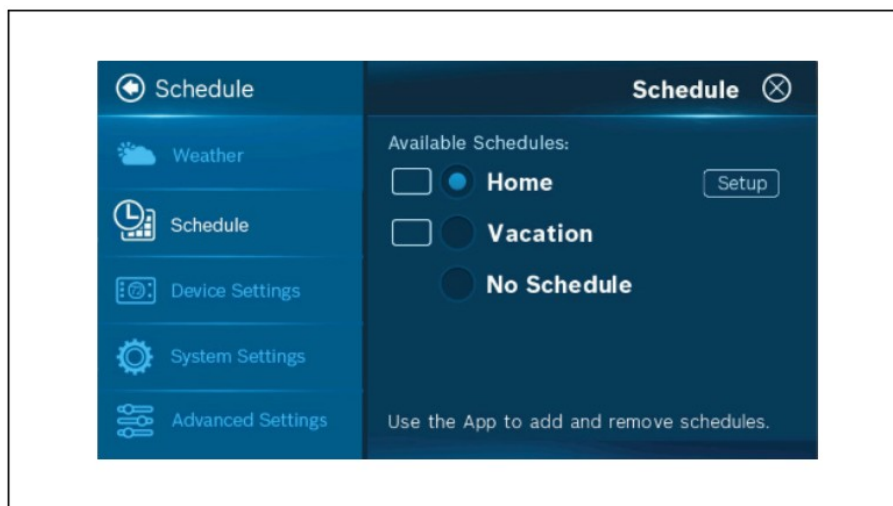 Schedule
Weather
Schedule
Device Settings
System Settings
Advanced Settings
Schedule
Available Schedules:
Home
Setup
Vacation
No Schedule
Use the App to add and remove schedules.